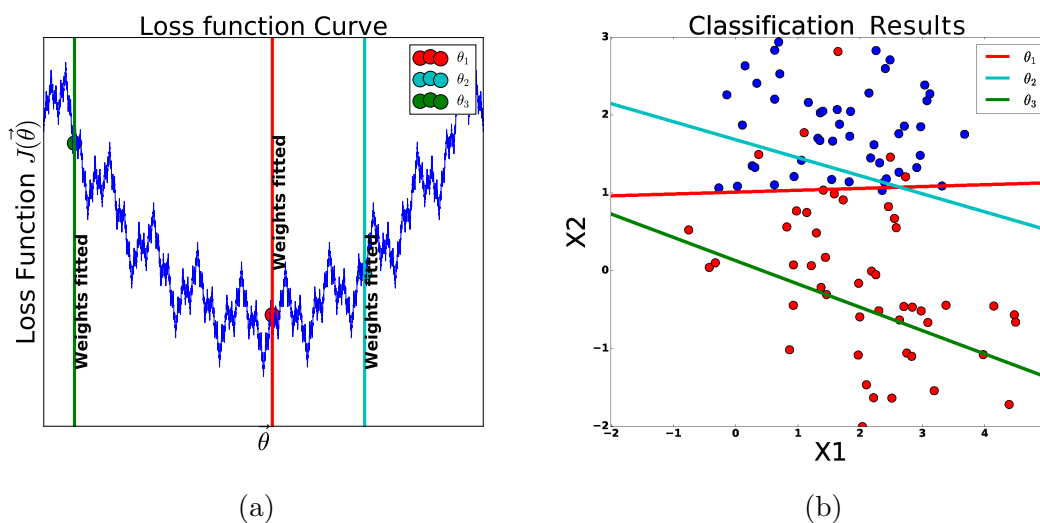 Loss function Curve
Loss Function J(θ⃗)
θ₁
θ₂
θ₃
Weights fitted
Weights fitted
Weights fitted
θ⃗
(a)
Classification Results
X2
3
2
1
0
−1
−2
θ₁
θ₂
θ₃
−2 −1 0 1 2 3 4
X1
(b)